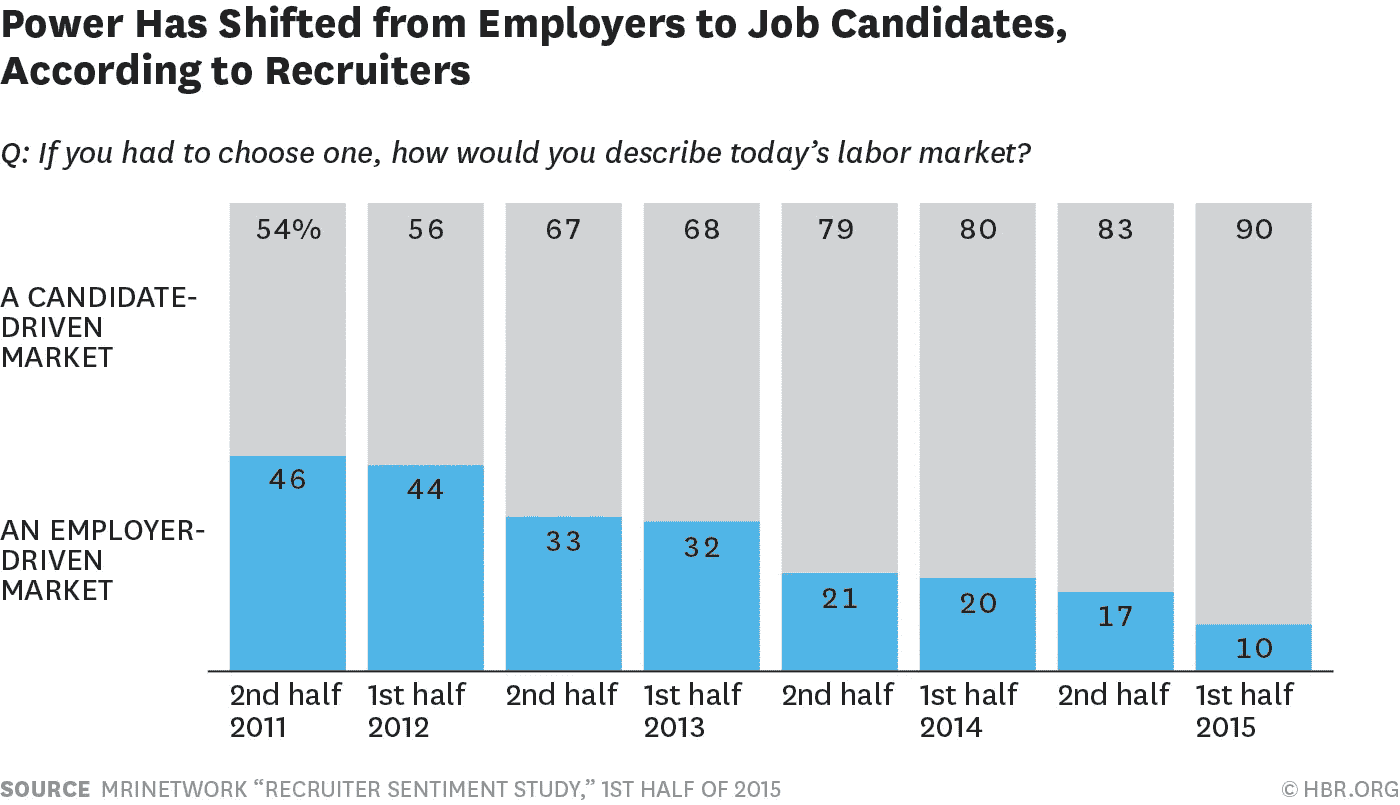 Power Has Shifted from Employers to Job Candidates,
According to Recruiters
Q: If you had to choose one, how would you describe today’s labor market?
54% 56 67 68 79 80 83 90
A CANDIDATE-
DRIVEN
MARKET
46 44 33 32 21 20 17 10
AN EMPLOYER-
DRIVEN
MARKET
2nd half 1st half 2nd half 1st half 2nd half 1st half 2nd half 1st half
2011 2012 2013 2014 2015
SOURCE MRINETWORK “RECRUITER SENTIMENT STUDY,” 1ST HALF OF 2015 © HBR.ORG